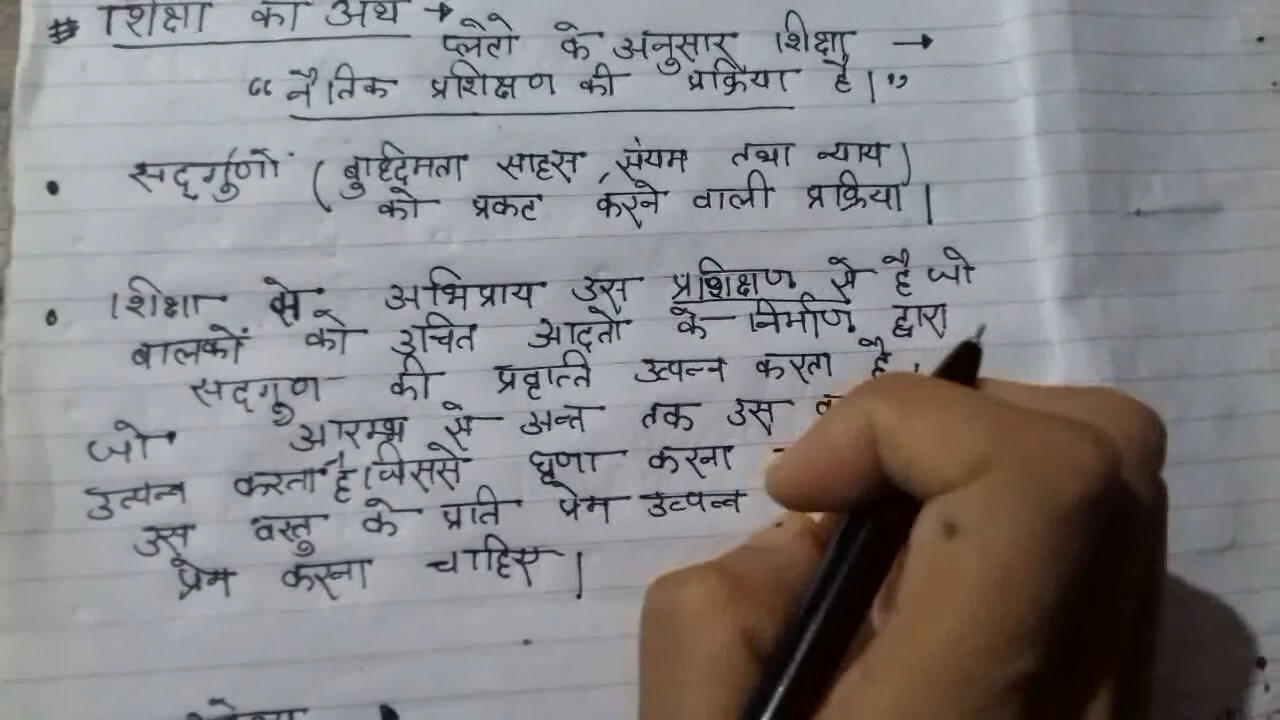 # शिक्षा का अर्थ →
प्लेटो के अनुसार शिक्षा →
“नैतिक प्रशिक्षण की प्रक्रिया है।”
• सद्‌र्गुणों (बुद्धिमता साहस, संयम तथा न्याय)
को प्रकट करने वाली प्रक्रिया।
• शिक्षा से अभिप्राय उस प्रशिक्षण से है जो
बालकों को उचित आदतों के निर्माण द्वारा
सदगुण की प्रवृत्ति उत्पन्न करता है
जो आरम्भ से अन्त तक उस
उत्पन्न करता है। जिससे घृणा करना
उस वस्तु के प्रति प्रेम उत्पन्न
प्रेम करना चाहिए।